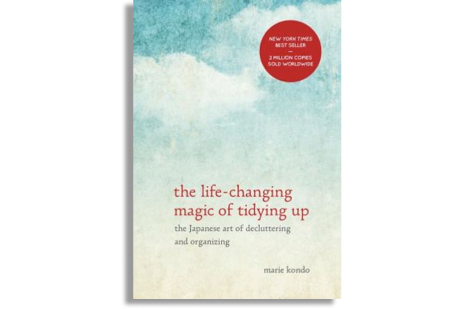 NEW YORK TIMES
BEST SELLER
—
2 MILLION COPIES
SOLD WORLDWIDE
the life-changing
magic of tidying up
the Japanese art of decluttering
and organizing
marie kondo